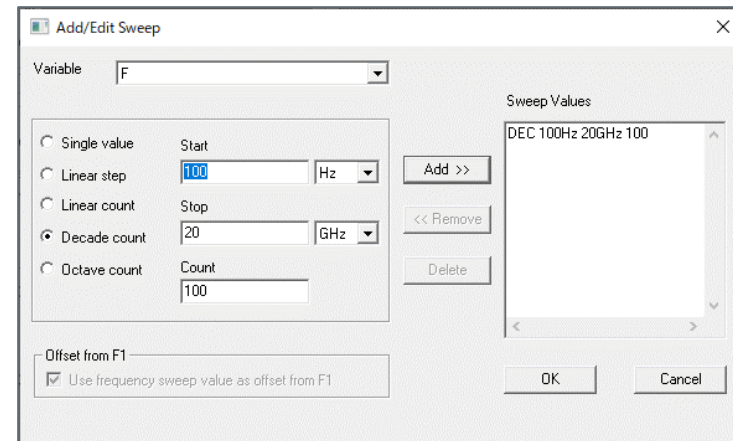 Add/Edit Sweep
Variable
F
Single value
Linear step
Linear count
Decade count
Octave count
Start
100
Hz
Stop
20
GHz
Count
100
Add >>
<< Remove
Delete
Sweep Values
DEC 100Hz 20GHz 100
Offset from F1
Use frequency sweep value as offset from F1
OK
Cancel